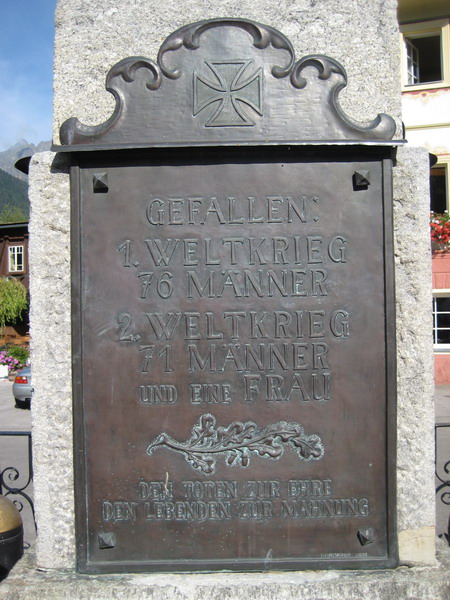 GEFALLEN:
1. WELTKRIEG
76 MÄNNER
2. WELTKRIEG
71 MÄNNER
UND EINE FRAU
DEN TOTEN ZUR EHRE
DEN LEBENDEN ZUR MAHNUNG